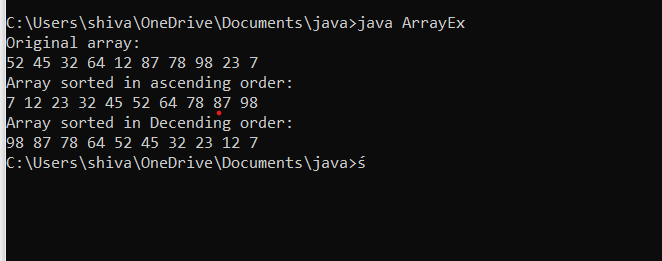 C:\Users\shiva\OneDrive\Documents\java>java ArrayEx
Original array:
52 45 32 64 12 87 78 98 23 7
Array sorted in ascending order:
7 12 23 32 45 52 64 78 87 98
Array sorted in Decending order:
98 87 78 64 52 45 32 23 12 7
C:\Users\shiva\OneDrive\Documents\java>ś